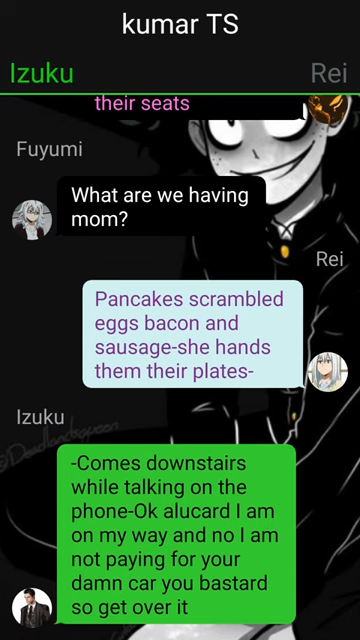 kumar TS
Izuku
Rei
their seats
Fuyumi
What are we having
mom?
Rei
Pancakes scrambled
eggs bacon and
sausage-she hands
them their plates-
Izuku
-Comes downstairs
while talking on the
phone-Ok alucard I am
on my way and no I am
not paying for your
damn car you bastard
so get over it